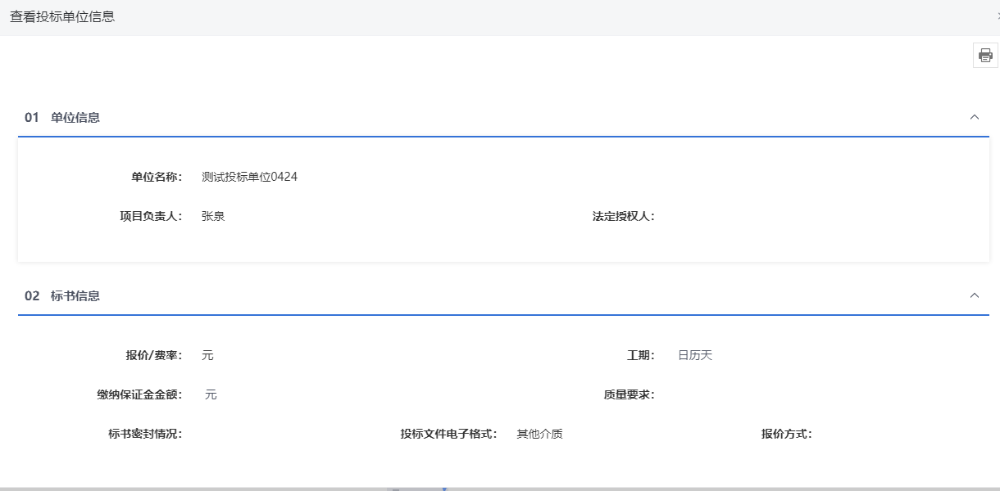 查看投标单位信息
01 单位信息
单位名称： 测试投标单位0424
项目负责人： 张泉 法定授权人：
02 标书信息
报价/费率： 元 工期： 日历天
缴纳保证金金额： 元 质量要求：
标书密封情况： 投标文件电子格式： 其他介质 报价方式：